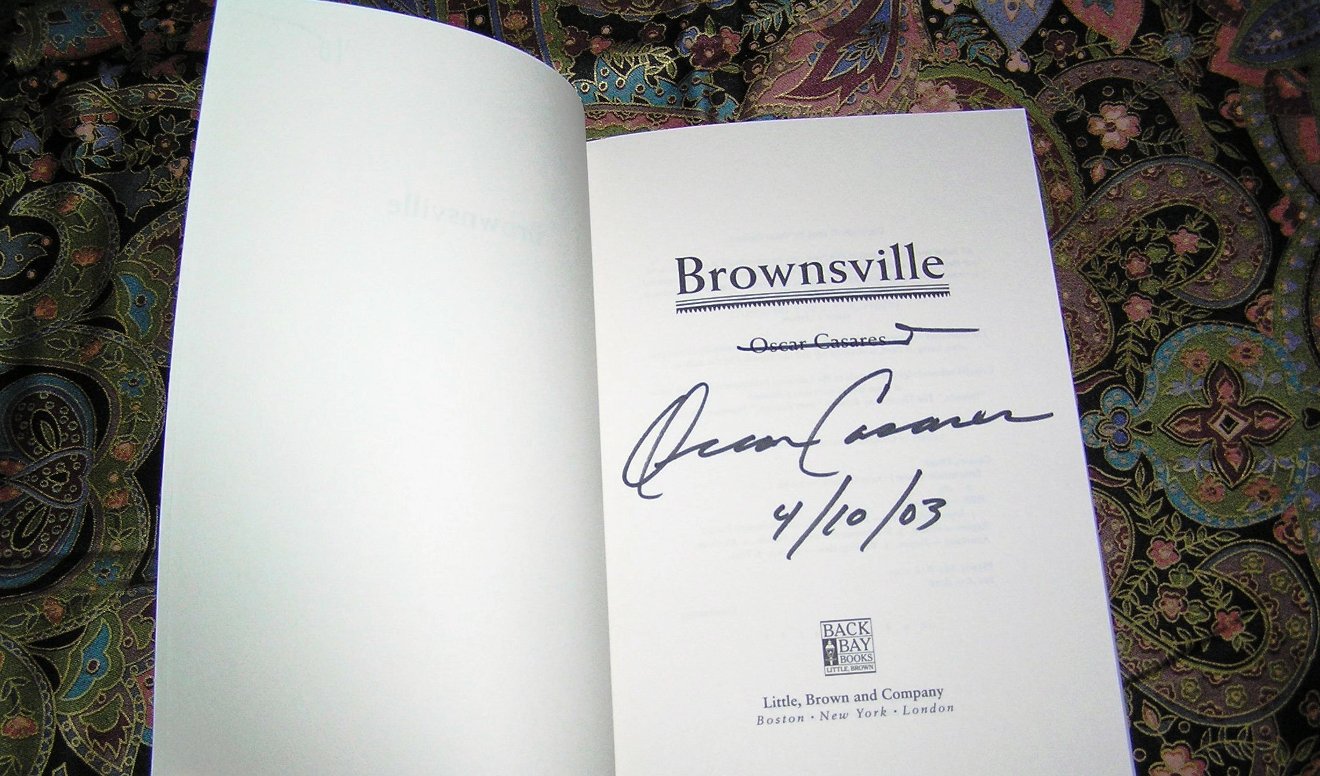 Brownsville
Oscar Casares
Oscar Casares
4/10/03
BACK
BAY
BOOKS
LITTLE, BROWN
Little, Brown and Company
Boston · New York · London